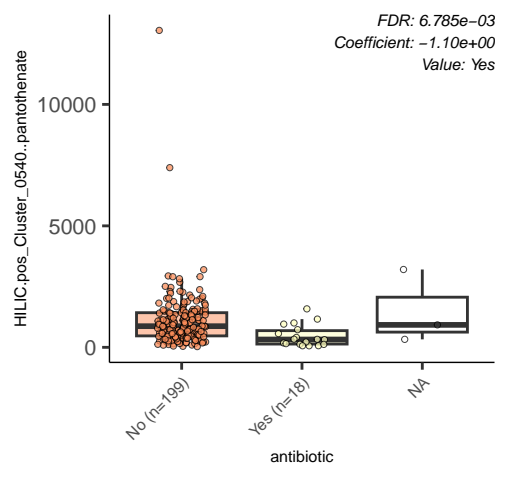 FDR: 6.785e−03
Coefficient: −1.10e+00
Value: Yes
HILIC.pos_Cluster_0540..pantothenate
10000
5000
0
No (n=199)
Yes (n=18)
NA
antibiotic